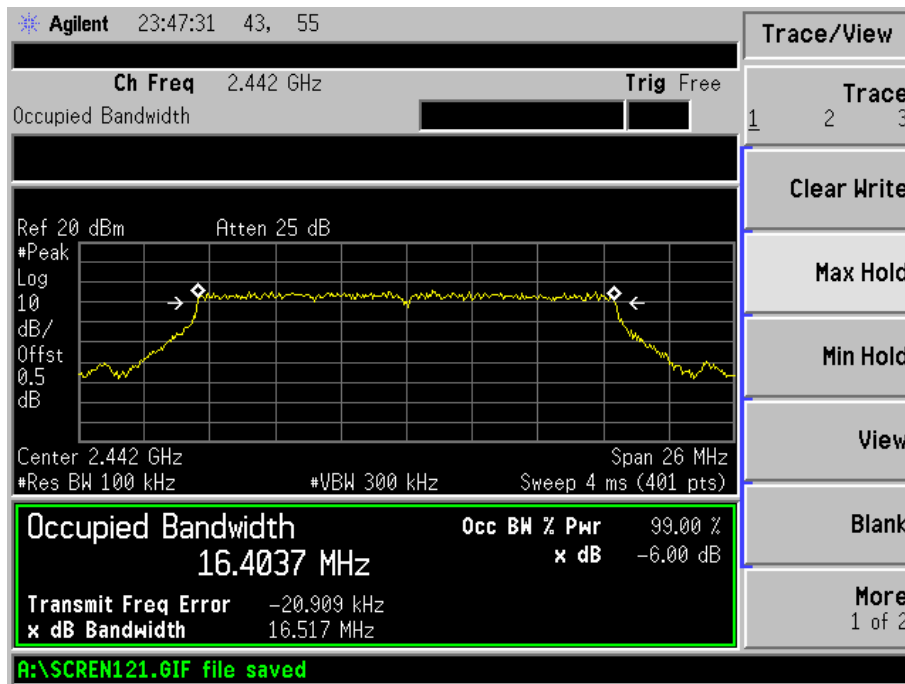 Agilent 23:47:31 43, 55
Ch Freq 2.442 GHz Trig Free
Occupied Bandwidth
Ref 20 dBm Atten 25 dB
#Peak
Log
10
dB/
Offst
0.5
dB
Center 2.442 GHz Span 26 MHz
#Res BW 100 kHz #VBW 300 kHz Sweep 4 ms (401 pts)
Occupied Bandwidth
16.4037 MHz
Occ BW % Pwr 99.00 %
x dB -6.00 dB
Transmit Freq Error -20.909 kHz
x dB Bandwidth 16.517 MHz
A:\SCREN121.GIF file saved
Trace/View
Trace
1 2 3
Clear Write
Max Hold
Min Hold
View
Blank
More
1 of 2